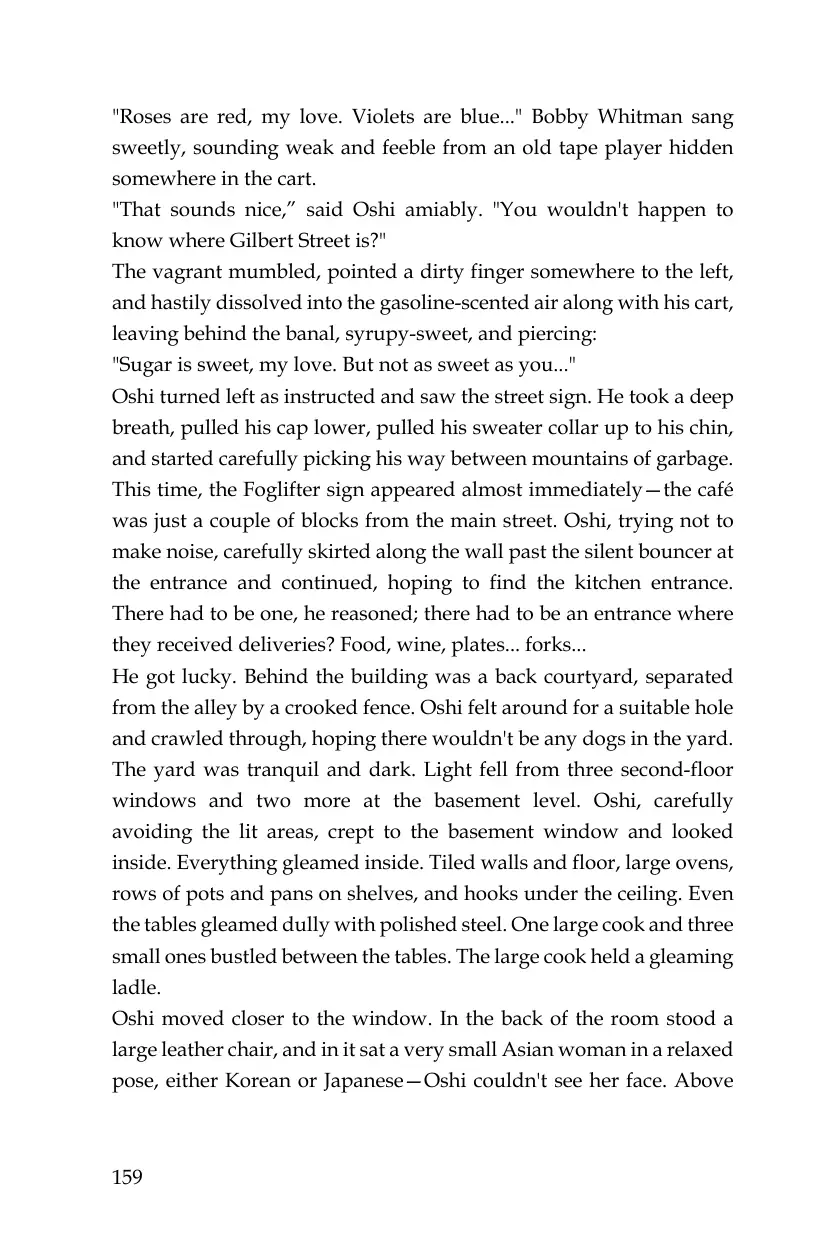 "Roses are red, my love. Violets are blue..." Bobby Whitman sang
sweetly, sounding weak and feeble from an old tape player hidden
somewhere in the cart.
"That sounds nice,” said Oshi amiably. "You wouldn't happen to
know where Gilbert Street is?"
The vagrant mumbled, pointed a dirty finger somewhere to the left,
and hastily dissolved into the gasoline-scented air along with his cart,
leaving behind the banal, syrupy-sweet, and piercing:
"Sugar is sweet, my love. But not as sweet as you..."
Oshi turned left as instructed and saw the street sign. He took a deep
breath, pulled his cap lower, pulled his sweater collar up to his chin,
and started carefully picking his way between mountains of garbage.
This time, the Foglifter sign appeared almost immediately—the café
was just a couple of blocks from the main street. Oshi, trying not to
make noise, carefully skirted along the wall past the silent bouncer at
the entrance and continued, hoping to find the kitchen entrance.
There had to be one, he reasoned; there had to be an entrance where
they received deliveries? Food, wine, plates... forks...
He got lucky. Behind the building was a back courtyard, separated
from the alley by a crooked fence. Oshi felt around for a suitable hole
and crawled through, hoping there wouldn't be any dogs in the yard.
The yard was tranquil and dark. Light fell from three second-floor
windows and two more at the basement level. Oshi, carefully
avoiding the lit areas, crept to the basement window and looked
inside. Everything gleamed inside. Tiled walls and floor, large ovens,
rows of pots and pans on shelves, and hooks under the ceiling. Even
the tables gleamed dully with polished steel. One large cook and three
small ones bustled between the tables. The large cook held a gleaming
ladle.
Oshi moved closer to the window. In the back of the room stood a
large leather chair, and in it sat a very small Asian woman in a relaxed
pose, either Korean or Japanese—Oshi couldn't see her face. Above
159